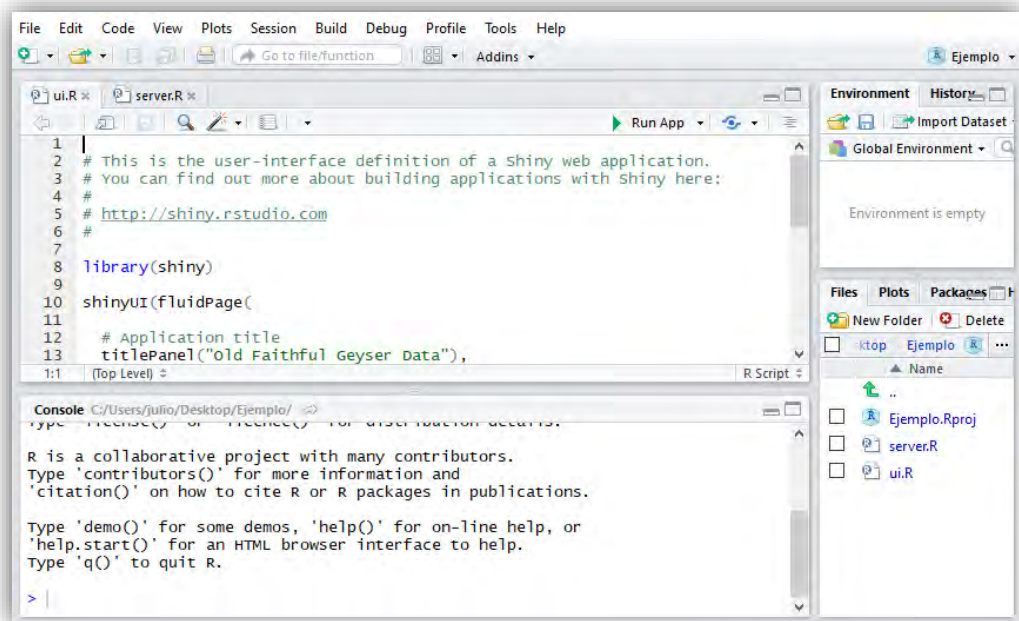 File Edit Code View Plots Session Build Debug Profile Tools Help
Go to file/function Addins Ejemplo
ui.R server.R
Run App
1
2 # This is the user-interface definition of a Shiny web application.
3 # You can find out more about building applications with Shiny here:
4 #
5 # http://shiny.rstudio.com
6 #
7
8 library(shiny)
9
10 shinyUI(fluidPage(
11
12 # Application title
13 titlePanel("Old Faithful Geyser Data"),
1:1 (Top Level) R Script
Console C:/Users/julio/Desktop/Ejemplo/
Type 'license()' or 'licence()' for distribution details.
R is a collaborative project with many contributors.
Type 'contributors()' for more information and
'citation()' on how to cite R or R packages in publications.
Type 'demo()' for some demos, 'help()' for on-line help, or
'help.start()' for an HTML browser interface to help.
Type 'q()' to quit R.
>
Environment History
Import Dataset
Global Environment
Environment is empty
Files Plots Packages H
New Folder Delete
ktop Ejemplo ...
Name
..
Ejemplo.Rproj
server.R
ui.R